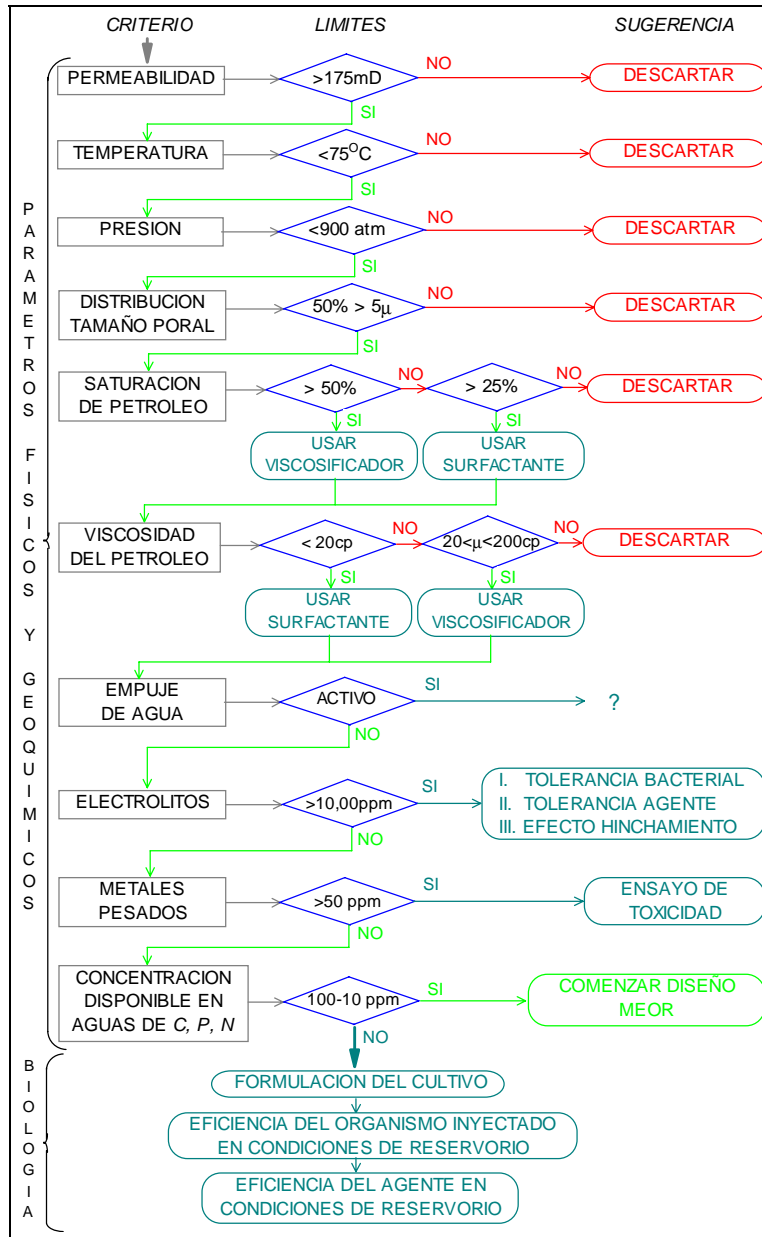 CRITERIO LIMITES SUGERENCIA
PERMEABILIDAD >175mD NO DESCARTAR
SI
TEMPERATURA <75OC NO DESCARTAR
SI
PRESION <900 atm NO DESCARTAR
SI
DISTRIBUCION
TAMAÑO PORAL 50% > 5μ NO DESCARTAR
SI
SATURACION
DE PETROLEO > 50% NO > 25% NO DESCARTAR
SI SI
USAR
VISCOSIFICADOR
USAR
SURFACTANTE
VISCOSIDAD
DEL PETROLEO < 20cp NO 20<μ<200cp NO DESCARTAR
SI SI
USAR
SURFACTANTE
USAR
VISCOSIFICADOR
EMPUJE
DE AGUA ACTIVO SI ?
NO
ELECTROLITOS >10,00ppm SI
I. TOLERANCIA BACTERIAL
II. TOLERANCIA AGENTE
III. EFECTO HINCHAMIENTO
NO
METALES
PESADOS >50 ppm SI
ENSAYO DE
TOXICIDAD
NO
CONCENTRACION
DISPONIBLE EN
AGUAS DE C, P, N 100-10 ppm SI
COMENZAR DISEÑO
MEOR
NO
FORMULACION DEL CULTIVO
EFICIENCIA DEL ORGANISMO INYECTADO
EN CONDICIONES DE RESERVORIO
EFICIENCIA DEL AGENTE EN
CONDICIONES DE RESERVORIO
PARAMETROS FISICOS Y GEOQUIMICOS
BIOLOGIA